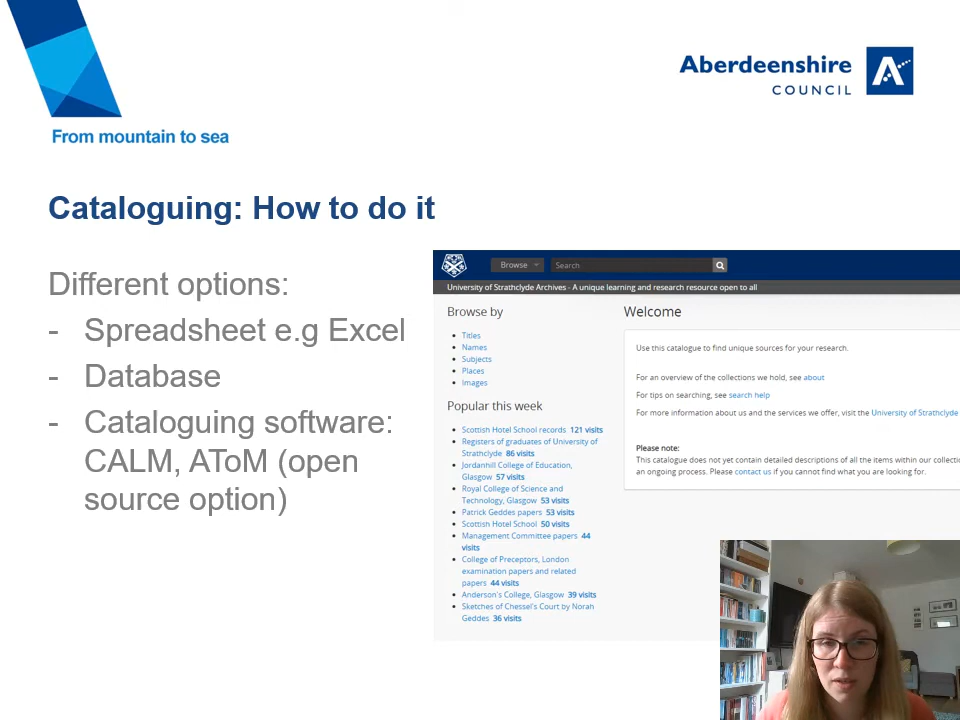 Aberdeenshire
COUNCIL
From mountain to sea
Cataloguing: How to do it
Different options:
- Spreadsheet e.g Excel
- Database
- Cataloguing software:
CALM, AToM (open
source option)
Browse
Search
University of Strathclyde Archives - A unique learning and research resource open to all
Browse by
• Titles
• Names
• Subjects
• Places
• Images
Popular this week
• Scottish Hotel School records 121 visits
• Registers of graduates of University of
Strathclyde 86 visits
• Jordanhill College of Education,
Glasgow 57 visits
• Royal College of Science and
Technology, Glasgow 53 visits
• Patrick Geddes papers 53 visits
• Scottish Hotel School 50 visits
• Management Committee papers 44
visits
• College of Preceptors, London
examination papers and related
papers 44 visits
• Anderson's College, Glasgow 39 visits
• Sketches of Chessel's Court by Norah
Geddes 36 visits
Welcome
Use this catalogue to find unique sources for your research.
For an overview of the collections we hold, see about
For tips on searching, see search help
For more information about us and the services we offer, visit the University of Strathclyde
Please note:
This catalogue does not yet contain detailed descriptions of all the items within our collecti
an ongoing process. Please contact us if you cannot find what you are looking for.